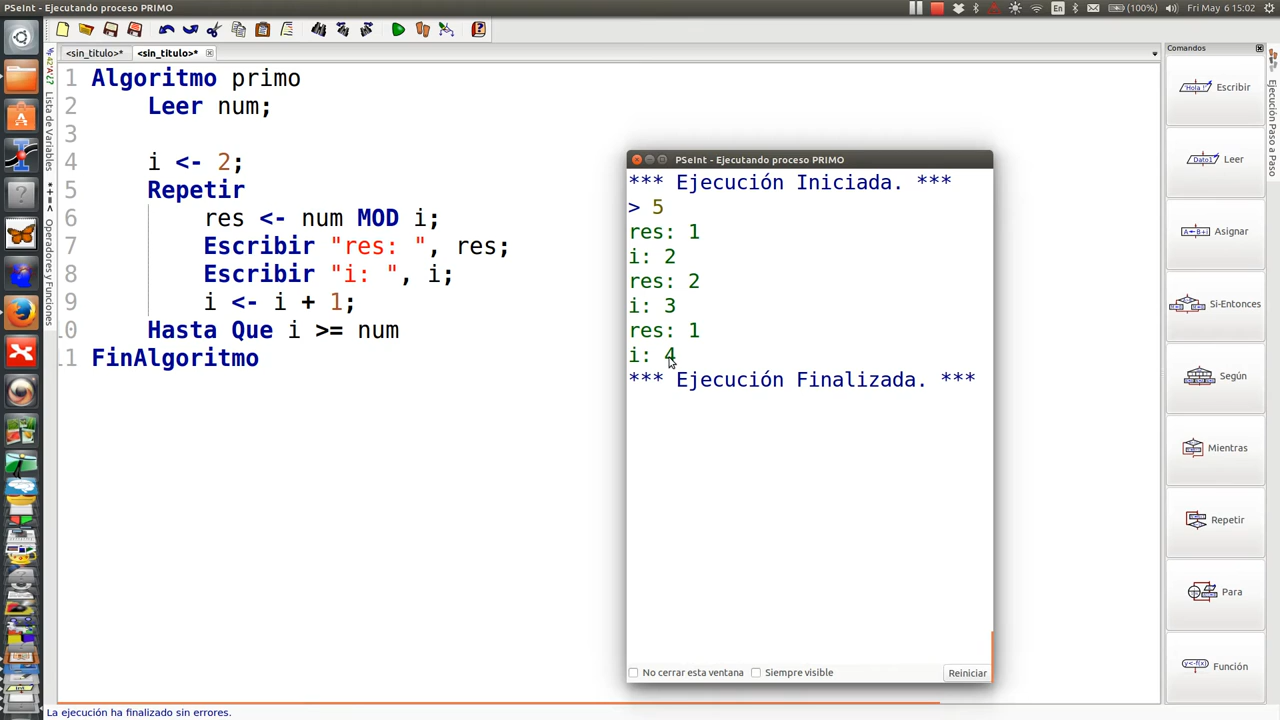 PSeInt - Ejecutando proceso PRIMO
En
(100%)
Fri May 6 15:02
<sin_titulo>*
<sin_titulo>*
Lista de Variables
Operadores y Funciones
1 Algoritmo primo
2 Leer num;
3
4 i <- 2;
5 Repetir
6 res <- num MOD i;
7 Escribir "res: ", res;
8 Escribir "i: ", i;
9 i <- i + 1;
10 Hasta Que i >= num
11 FinAlgoritmo
PSeInt - Ejecutando proceso PRIMO
*** Ejecución Iniciada. ***
> 5
res: 1
i: 2
res: 2
i: 3
res: 1
i: 4
*** Ejecución Finalizada. ***
No cerrar esta ventana
Siempre visible
Reiniciar
Comandos
Escribir
Leer
Asignar
Si-Entonces
Según
Mientras
Repetir
Para
Función
Ejecución Paso a Paso
La ejecución ha finalizado sin errores.